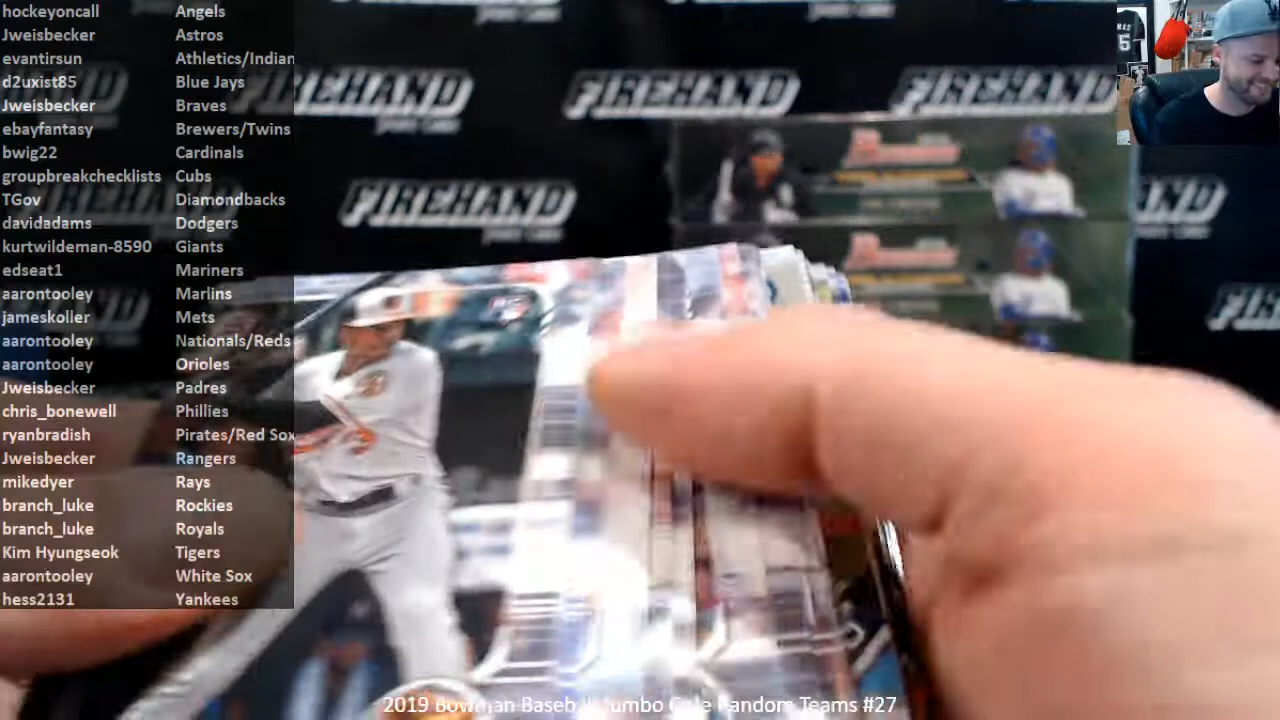 hockeyoncall Angels
Jweisbecker Astros
evantirsun Athletics/Indian
d2uxist85 Blue Jays
Jweisbecker Braves
ebayfantasy Brewers/Twins
bwig22 Cardinals
groupbreakchecklists Cubs
TGov Diamondbacks
davidadams Dodgers
kurtwildeman-8590 Giants
edseat1 Mariners
aarontooley Marlins
jameskoller Mets
aarontooley Nationals/Reds
aarontooley Orioles
Jweisbecker Padres
chris_bonewell Phillies
ryanbradish Pirates/Red Sox
Jweisbecker Rangers
mikedyer Rays
branch_luke Rockies
branch_luke Royals
Kim Hyungseok Tigers
aarontooley White Sox
hess2131 Yankees
FIREHAND
FIREHAND
FIREHAND
FIREHAND
2019 Bowman Baseball Jumbo Teams #27